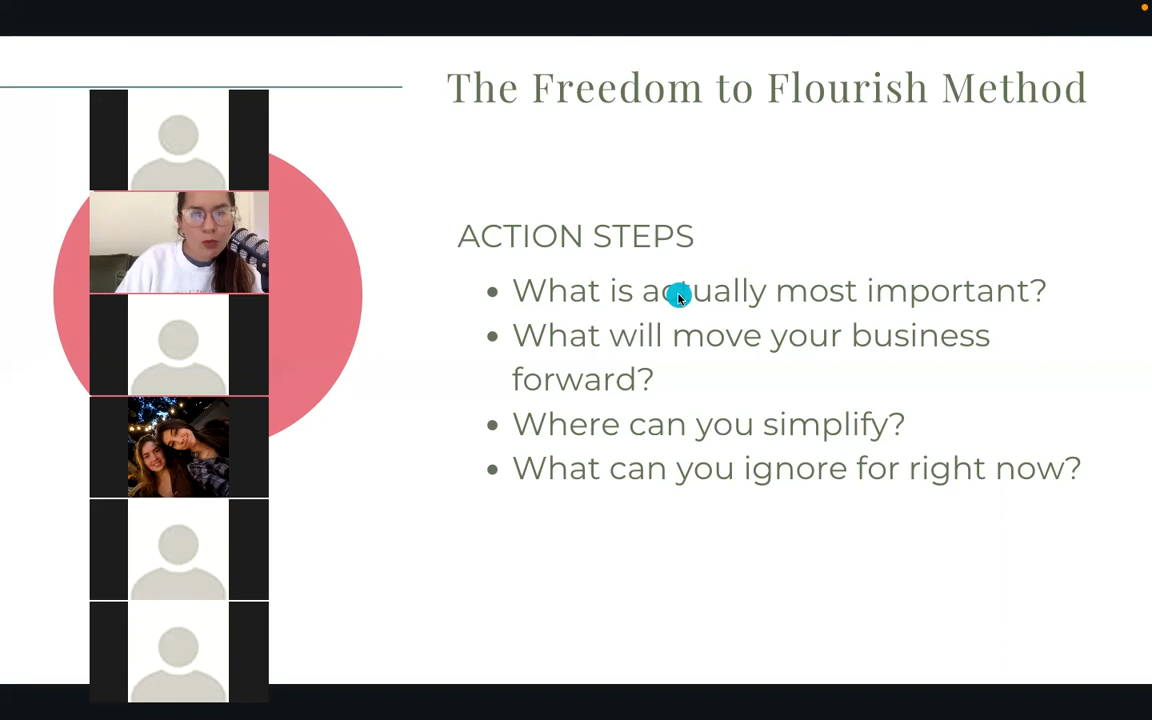 The Freedom to Flourish Method
ACTION STEPS
• What is actually most important?
• What will move your business
forward?
• Where can you simplify?
• What can you ignore for right now?